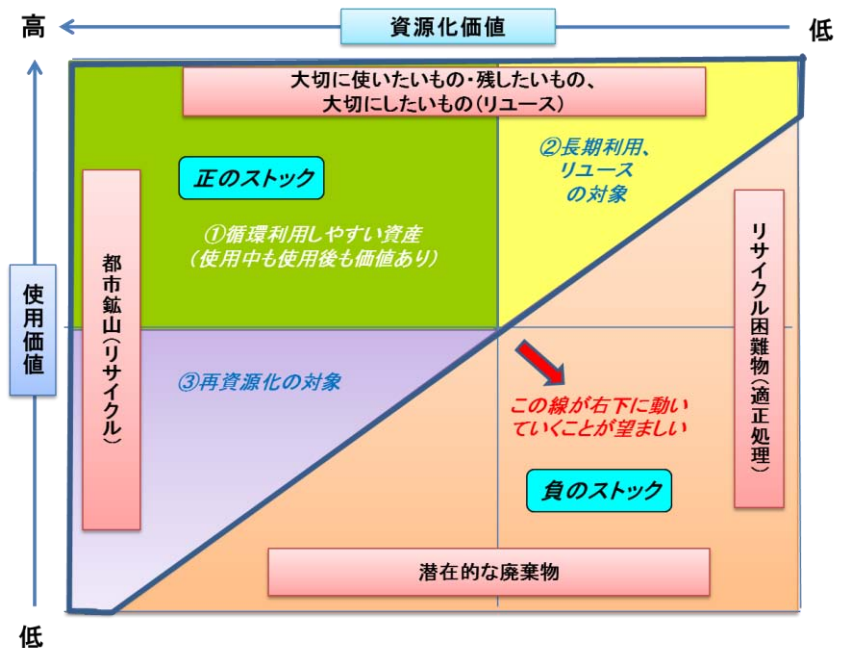 高
資源化価値
低
大切に使いたいもの・残したいもの、
大切にしたいもの(リユース)
正のストック
②長期利用、
リユース
の対象
①循環利用しやすい資産
(使用中も使用後も価値あり)
都市鉱山(リサイクル)
リサイクル困難物(適正処理)
使用価値
③再資源化の対象
この線が右下に動い
ていくことが望ましい
負のストック
潜在的な廃棄物
低